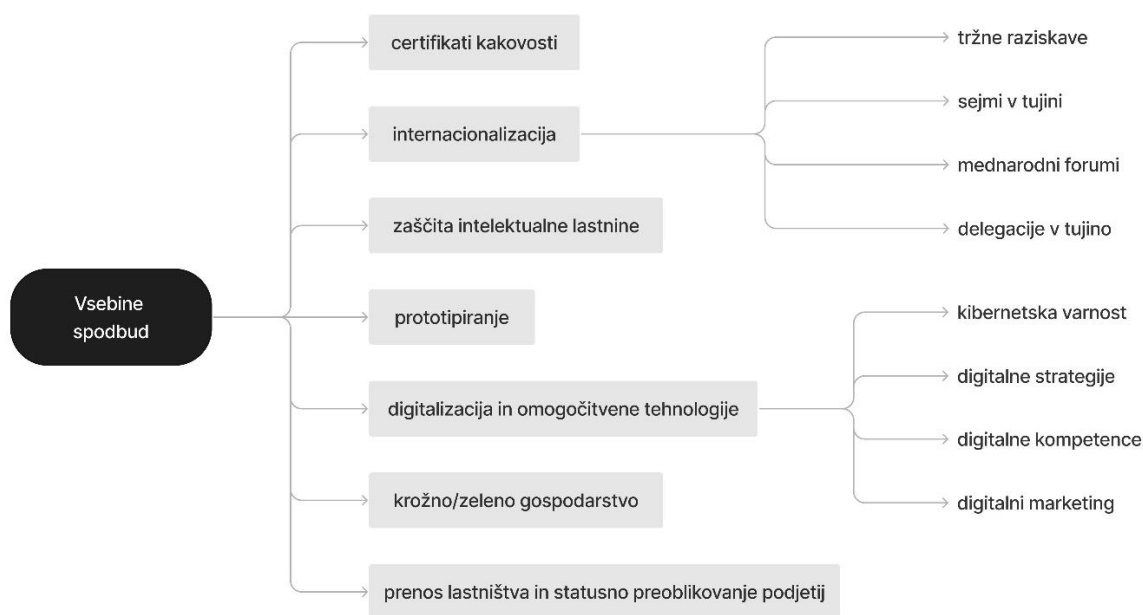 Vsebine
spodbud
certifikati kakovosti
internacionalizacija
tržne raziskave
sejmi v tujini
mednarodni forumi
delegacije v tujino
zaščita intelektualne lastnine
prototipiranje
digitalizacija in omogočitvene tehnologije
kibernetska varnost
digitalne strategije
digitalne kompetence
digitalni marketing
krožno/zeleno gospodarstvo
prenos lastništva in statusno preoblikovanje podjetij